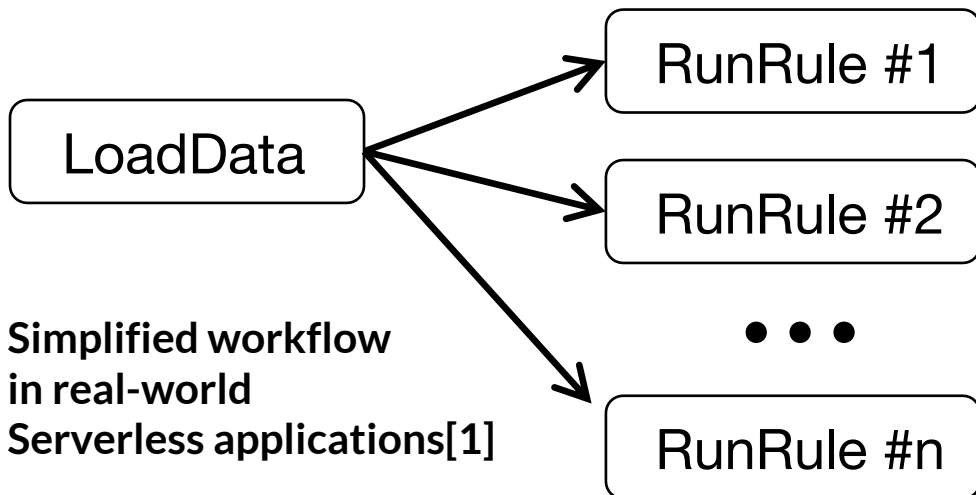 RunRule #1
LoadData
RunRule #2
Simplified workflow
in real-world
Serverless applications[1]
• • •
RunRule #n